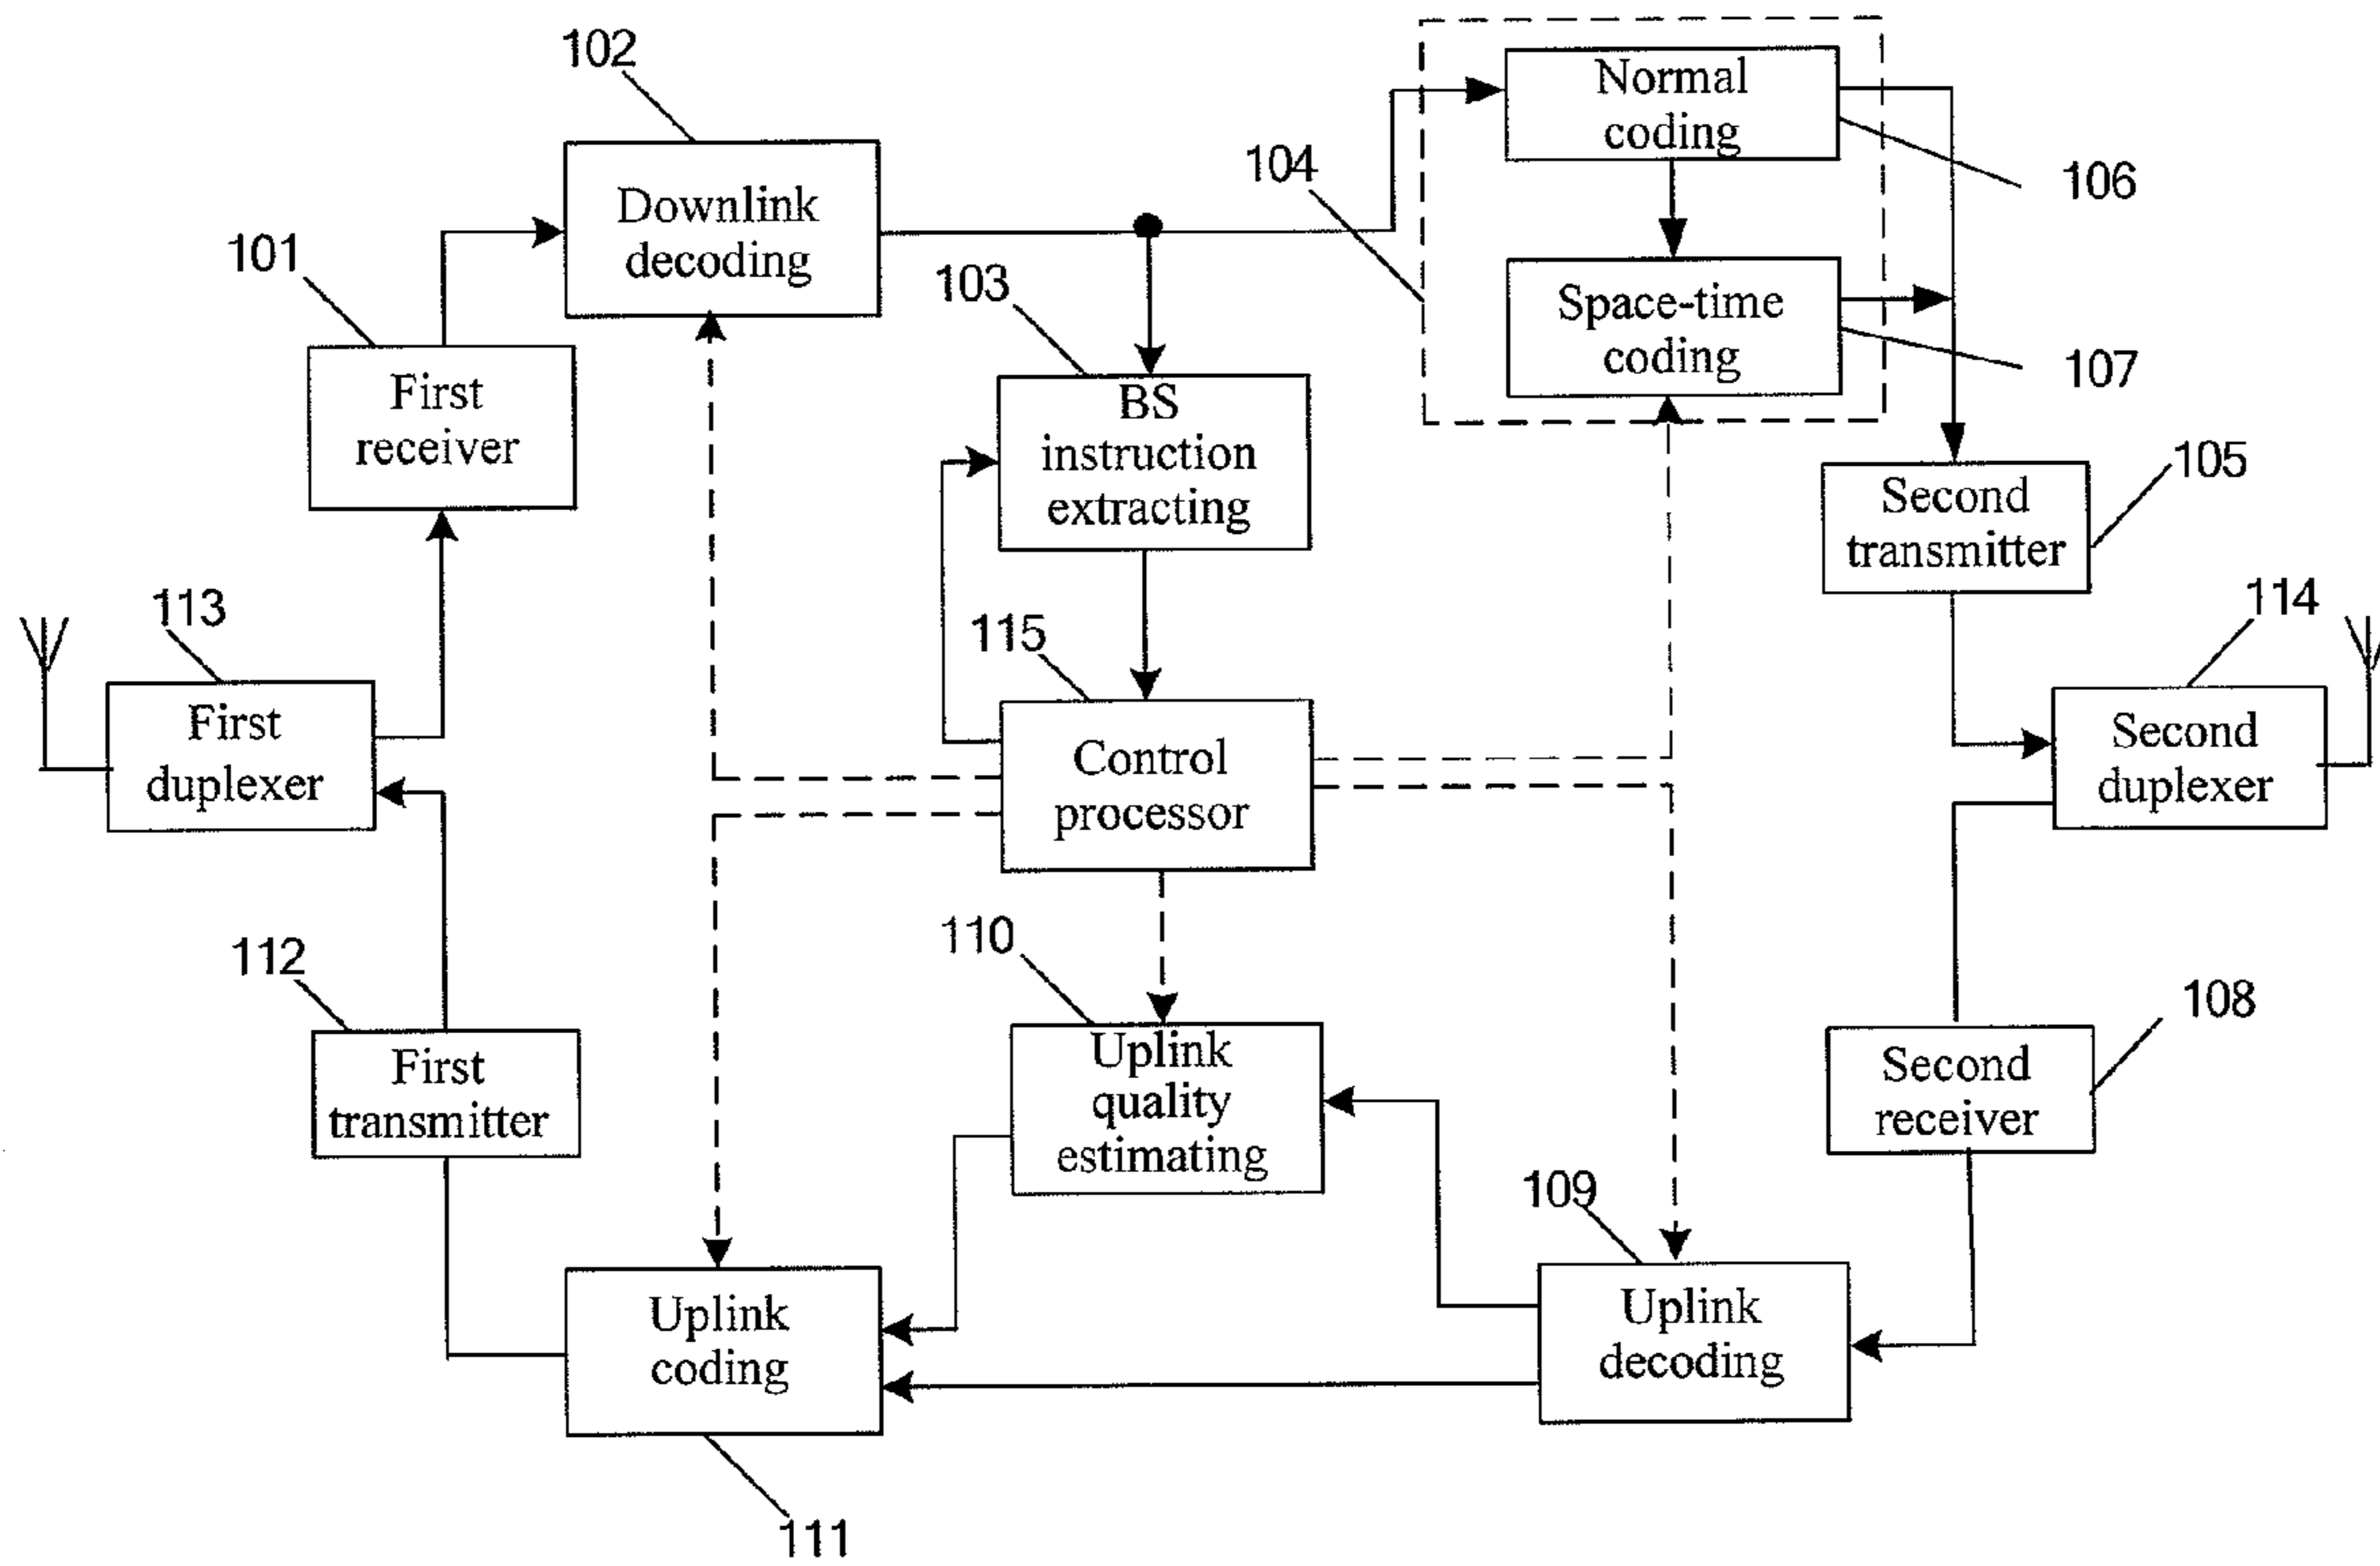 102
Normal
coding
104
106
Downlink
decoding
101
103
Space-time
coding
107
First
receiver
BS
instruction
extracting
105
Second
transmitter
113
115
114
First
duplexer
Control
processor
Second
duplexer
112
110
108
First
transmitter
Uplink
quality
estimating
Second
receiver
109
Uplink
coding
Uplink
decoding
111